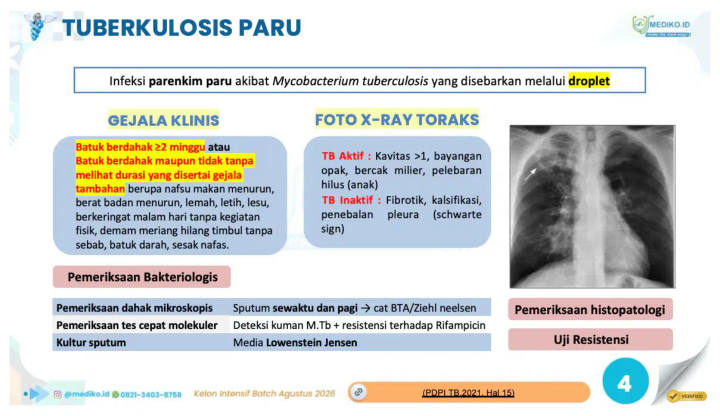 TUBERKULOSIS PARU
MEDIKO.ID
Infeksi parenkim paru akibat Mycobacterium tuberculosis yang disebarkan melalui droplet
GEJALA KLINIS
Batuk berdahak ≥2 minggu atau
Batuk berdahak maupun tidak tanpa
melihat durasi yang disertai gejala
tambahan berupa nafsu makan menurun,
berat badan menurun, lemah, letih, lesu,
berkeringat malam hari tanpa kegiatan
fisik, demam meriang hilang timbul tanpa
sebab, batuk darah, sesak nafas.
FOTO X-RAY TORAKS
TB Aktif : Kavitas >1, bayangan
opak, bercak milier, pelebaran
hilus (anak)
TB Inaktif : Fibrotik, kalsifikasi,
penebalan pleura (schwarte
sign)
Pemeriksaan Bakteriologis
Pemeriksaan dahak mikroskopis Sputum sewaktu dan pagi → cat BTA/Ziehl neelsen
Pemeriksaan tes cepat molekuler Deteksi kuman M.Tb + resistensi terhadap Rifampicin
Kultur sputum Media Lowenstein Jensen
Pemeriksaan histopatologi
Uji Resistensi
@mediko.id 0821-3403-8758 Kelon Intensif Batch Agustus 2026
(PDPI TB.2021. Hal 15)
4
VERIFIED